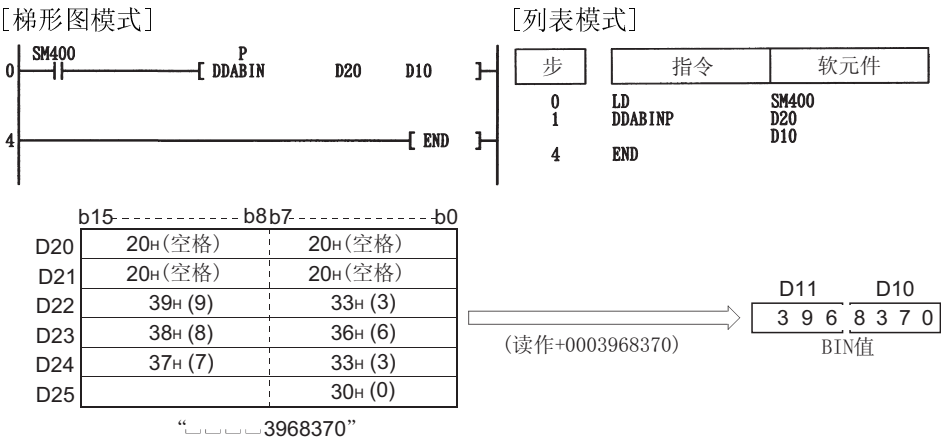 [梯形图模式] [列表模式]
SM400 P 步 指令 软元件
0 DDABIN D20 D10
0 LD SM400
1 DDABINP D20
D10
4 END
4 END
b15 b8 b7 b0
D20 20H(空格) 20H(空格)
D21 20H(空格) 20H(空格)
D22 39H (9) 33H (3)
D23 38H (8) 36H (6)
D24 37H (7) 33H (3)
D25 30H (0)
“␣␣␣␣3968370”
(读作+0003968370)
D11 D10
3 9 6 8 3 7 0
BIN值